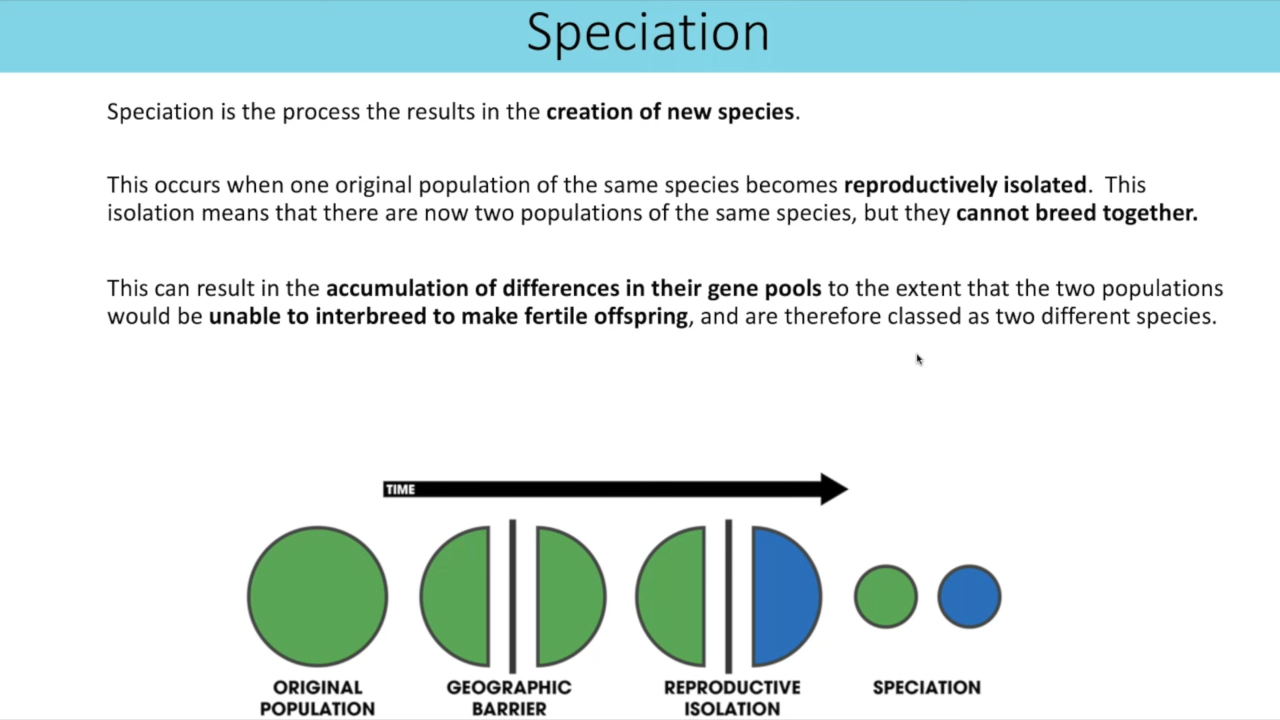 Speciation
Speciation is the process the results in the creation of new species.
This occurs when one original population of the same species becomes reproductively isolated.  This
isolation means that there are now two populations of the same species, but they cannot breed together.
This can result in the accumulation of differences in their gene pools to the extent that the two populations
would be unable to interbreed to make fertile offspring, and are therefore classed as two different species.
TIME
ORIGINAL
POPULATION
GEOGRAPHIC
BARRIER
REPRODUCTIVE
ISOLATION
SPECIATION